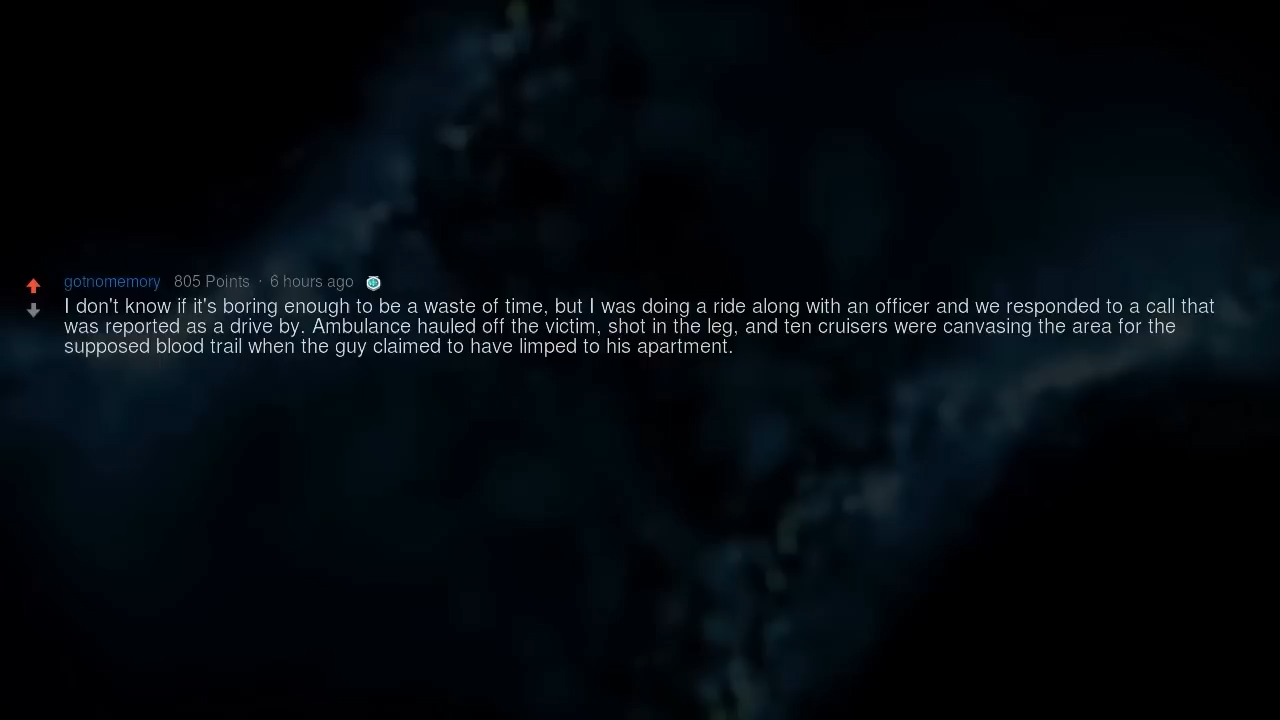 gotnomemory 805 Points · 6 hours ago
I don't know if it's boring enough to be a waste of time, but I was doing a ride along with an officer and we responded to a call that
was reported as a drive by. Ambulance hauled off the victim, shot in the leg, and ten cruisers were canvasing the area for the
supposed blood trail when the guy claimed to have limped to his apartment.